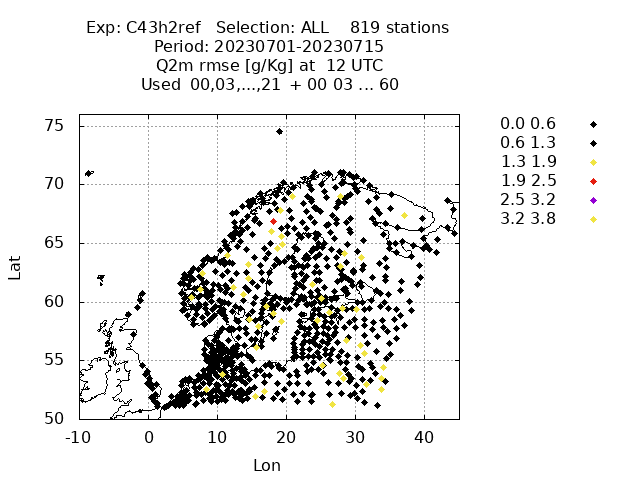 Exp: C43h2ref Selection: ALL 819 stations
Period: 20230701-20230715
Q2m rmse [g/Kg] at 12 UTC
Used 00,03,...,21 + 00 03 ... 60
0.0 0.6
0.6 1.3
1.3 1.9
1.9 2.5
2.5 3.2
3.2 3.8
75
70
65
60
55
50
Lat
-10 0 10 20 30 40
Lon